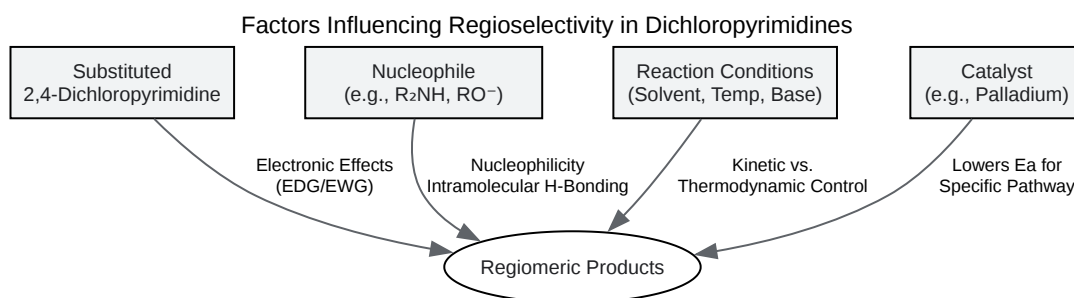 Factors Influencing Regioselectivity in Dichloropyrimidines
Substituted
2,4-Dichloropyrimidine
Nucleophile
(e.g., R₂NH, RO⁻)
Reaction Conditions
(Solvent, Temp, Base)
Catalyst
(e.g., Palladium)
Electronic Effects
(EDG/EWG)
Nucleophilicity
Intramolecular H-Bonding
Kinetic vs.
Thermodynamic Control
Lowers Ea for
Specific Pathway
Regiomeric Products